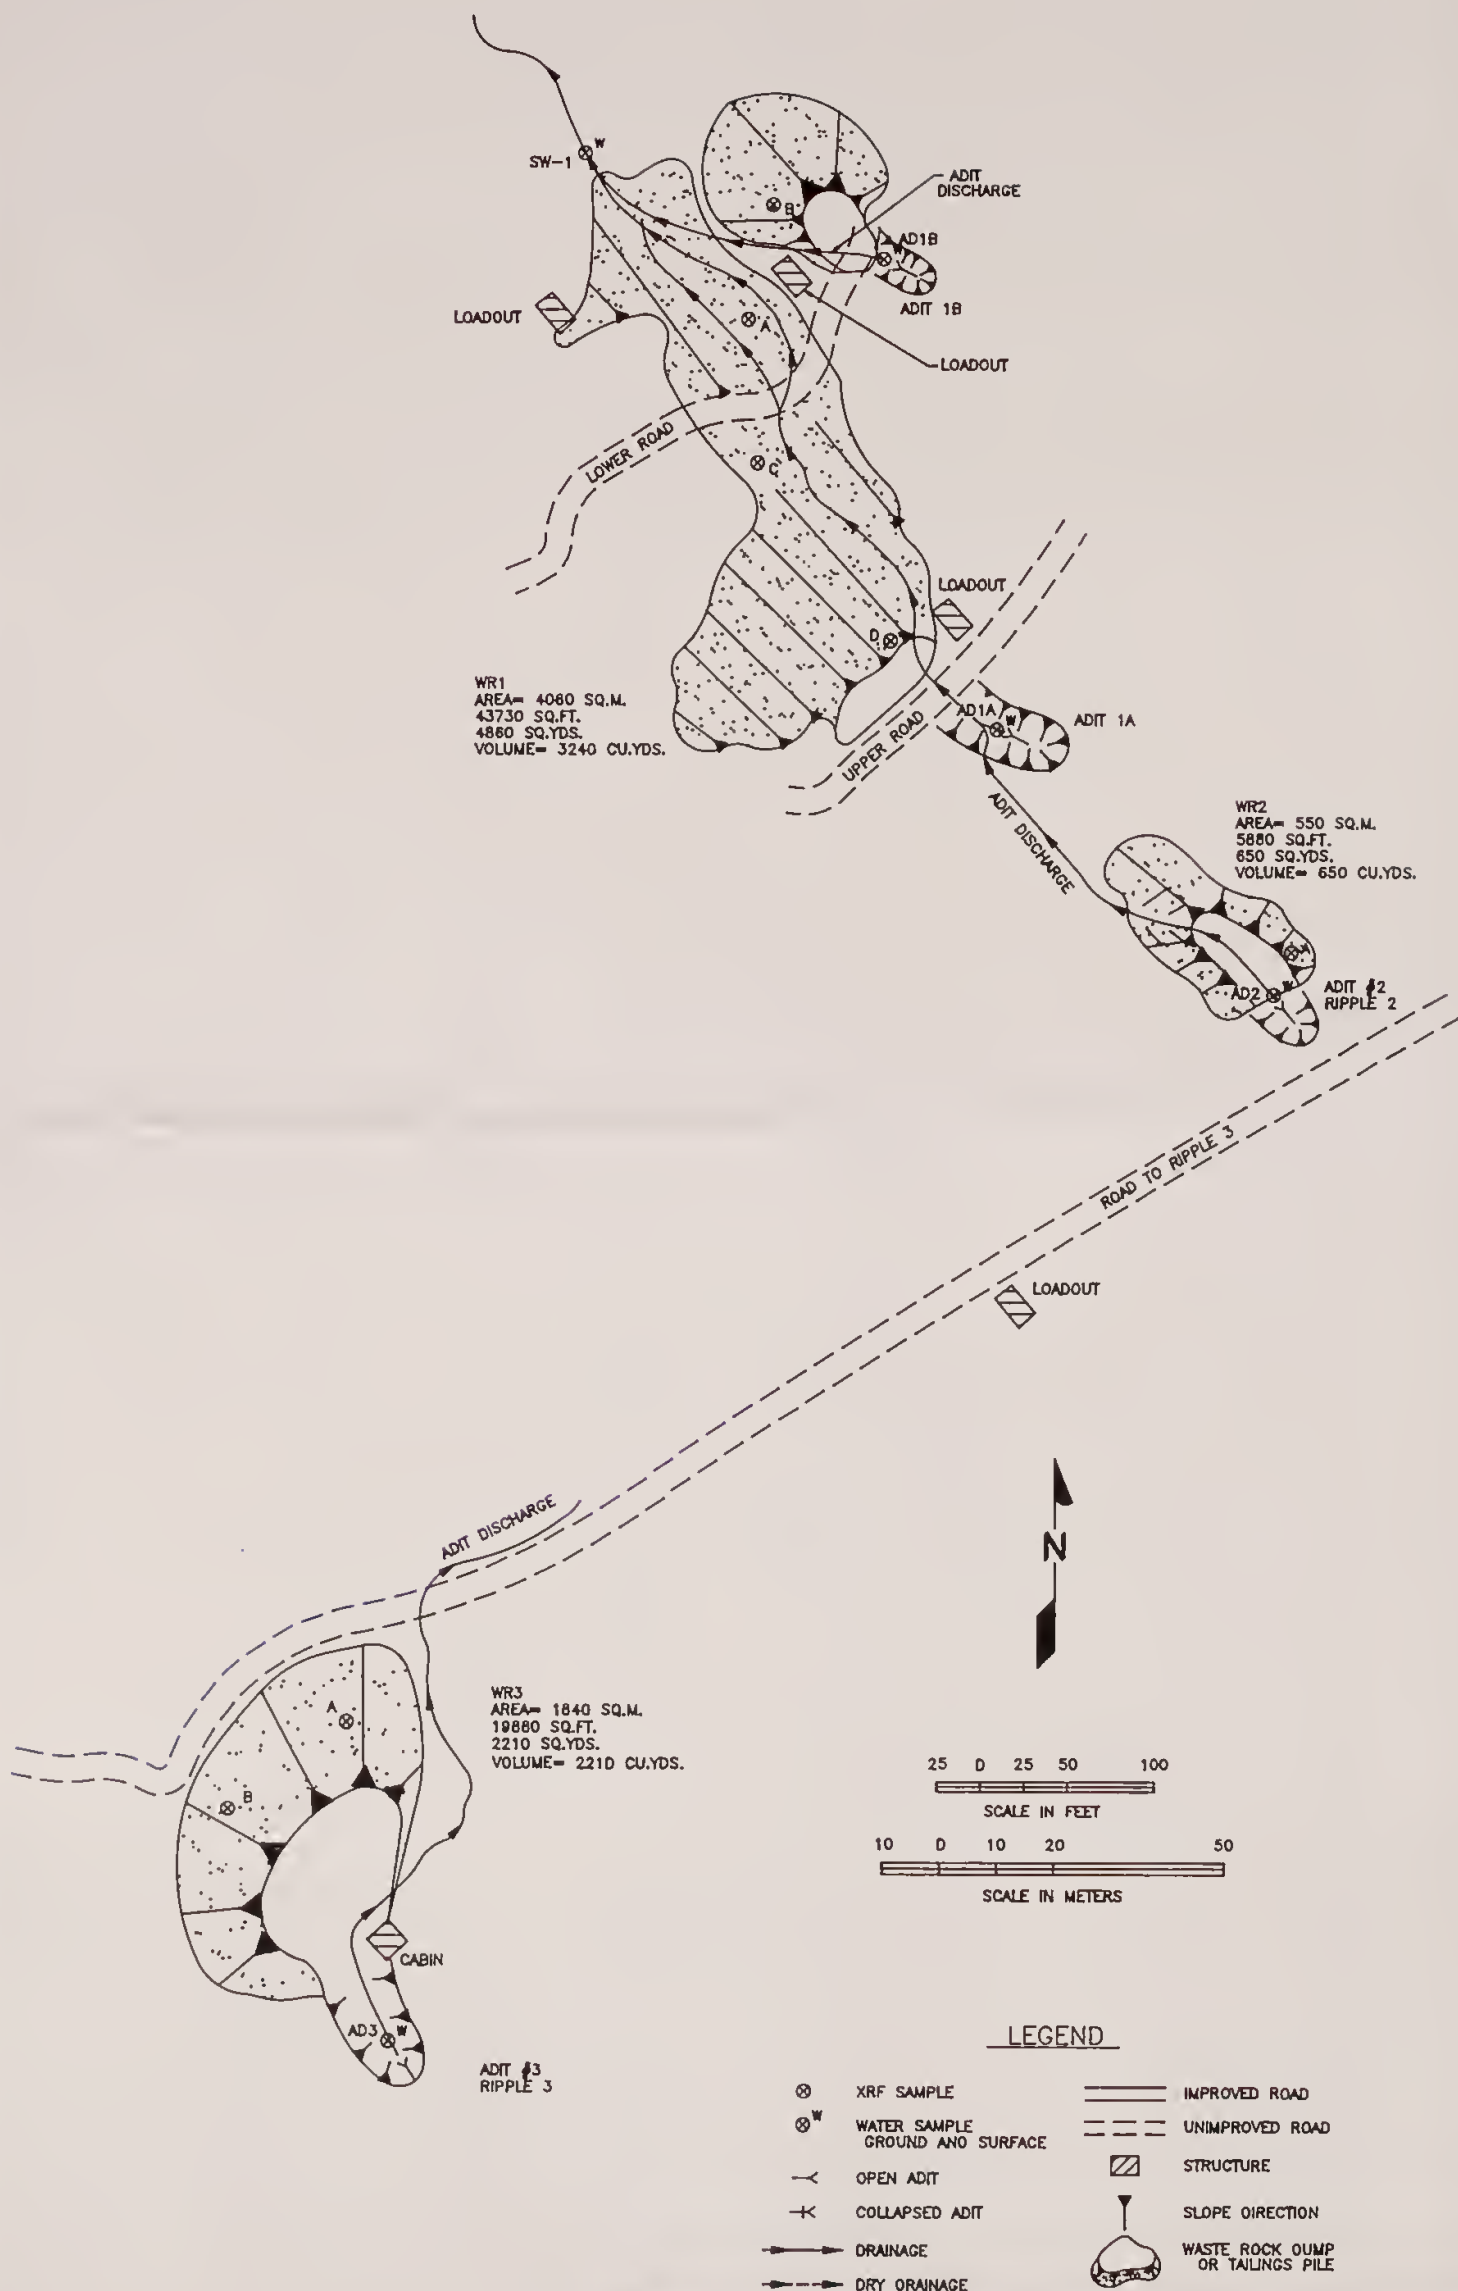 W
SW-1
ADIT
DISCHARGE
B
AD1B
W
ADIT 1B
LOADOUT
A
LOADOUT
LOWER ROAD
C
LOADOUT
D
WR1
AREA= 4060 SQ.M.
43730 SQ.FT.
4860 SQ.YDS.
VOLUME= 3240 CU.YDS.
AD1A
W
ADIT 1A
UPPER ROAD
ADIT DISCHARGE
WR2
AREA= 550 SQ.M.
5880 SQ.FT.
650 SQ.YDS.
VOLUME= 650 CU.YDS.
A
AD2
W
ADIT #2
RIPPLE 2
ROAD TO RIPPLE 3
LOADOUT
ADIT DISCHARGE
N
A
WR3
AREA= 1840 SQ.M.
19880 SQ.FT.
2210 SQ.YDS.
VOLUME= 2210 CU.YDS.
B
25 0 25 50 100
SCALE IN FEET
10 0 10 20 50
SCALE IN METERS
CABIN
AD3
W
ADIT #3
RIPPLE 3
LEGEND
XRF SAMPLE
W
WATER SAMPLE
GROUND AND SURFACE
OPEN ADIT
COLLAPSED ADIT
DRAINAGE
DRY DRAINAGE
IMPROVED ROAD
UNIMPROVED ROAD
STRUCTURE
SLOPE DIRECTION
WASTE ROCK DUMP
OR TAILINGS PILE